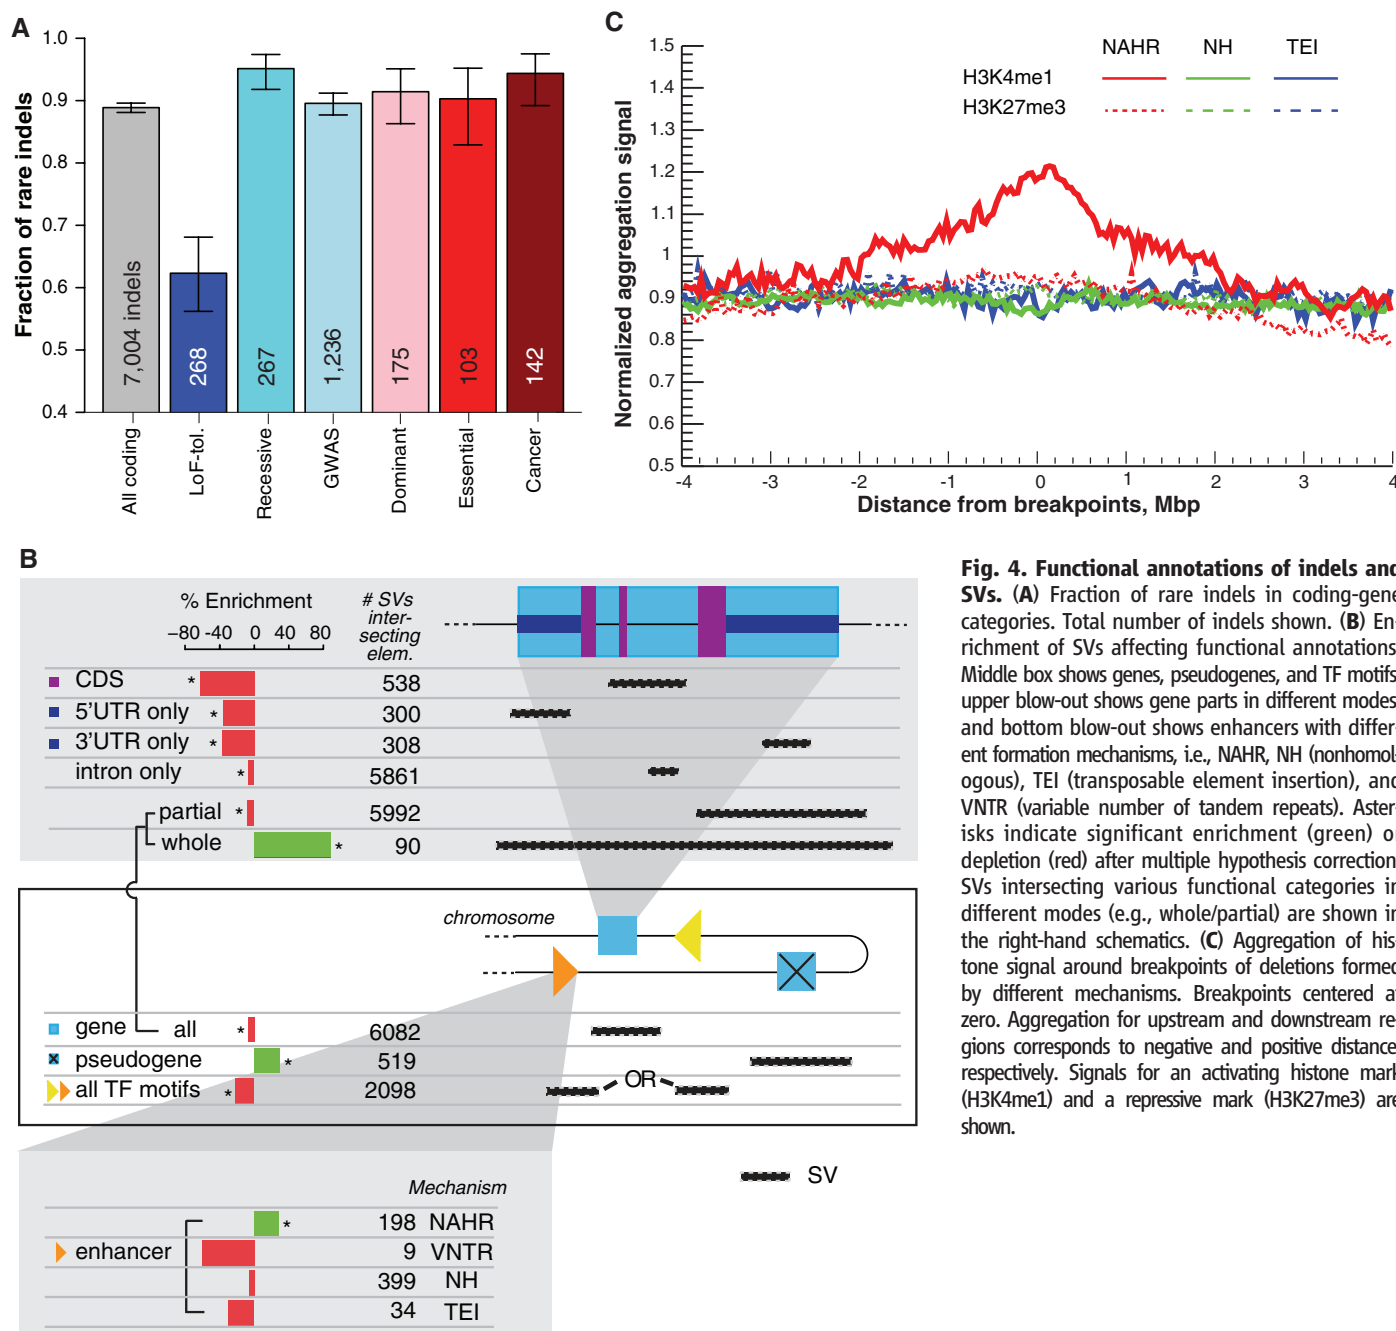 A
1.0
0.9
0.8
0.7
0.6
0.5
0.4
Fraction of rare indels
7,004 indels
268
267
1,236
175
103
142
All coding
LoF-tol.
Recessive
GWAS
Dominant
Essential
Cancer
C
1.5
1.4
1.3
1.2
1.1
1
0.9
0.8
0.7
0.6
0.5
Normalized aggregation signal
NAHR NH TEI
H3K4me1
H3K27me3
-4 -3 -2 -1 0 1 2 3 4
Distance from breakpoints, Mbp
B
% Enrichment
−80 -40 0 40 80
# SVs
inter-
secting
elem.
CDS * 538
5'UTR only * 300
3'UTR only * 308
intron only * 5861
partial * 5992
whole * 90
chromosome
gene all * 6082
pseudogene * 519
all TF motifs * 2098
OR
SV
Mechanism
* 198 NAHR
enhancer 9 VNTR
399 NH
34 TEI
Fig. 4. Functional annotations of indels and
SVs. (A) Fraction of rare indels in coding-gene
categories. Total number of indels shown. (B) En-
richment of SVs affecting functional annotations
Middle box shows genes, pseudogenes, and TF motifs
upper blow-out shows gene parts in different modes
and bottom blow-out shows enhancers with differ-
ent formation mechanisms, i.e., NAHR, NH (nonhomol-
ogous), TEI (transposable element insertion), and
VNTR (variable number of tandem repeats). Aster-
isks indicate significant enrichment (green) or
depletion (red) after multiple hypothesis correction
SVs intersecting various functional categories in
different modes (e.g., whole/partial) are shown in
the right-hand schematics. (C) Aggregation of his-
tone signal around breakpoints of deletions formed
by different mechanisms. Breakpoints centered at
zero. Aggregation for upstream and downstream re-
gions corresponds to negative and positive distance
respectively. Signals for an activating histone mark
(H3K4me1) and a repressive mark (H3K27me3) are
shown.